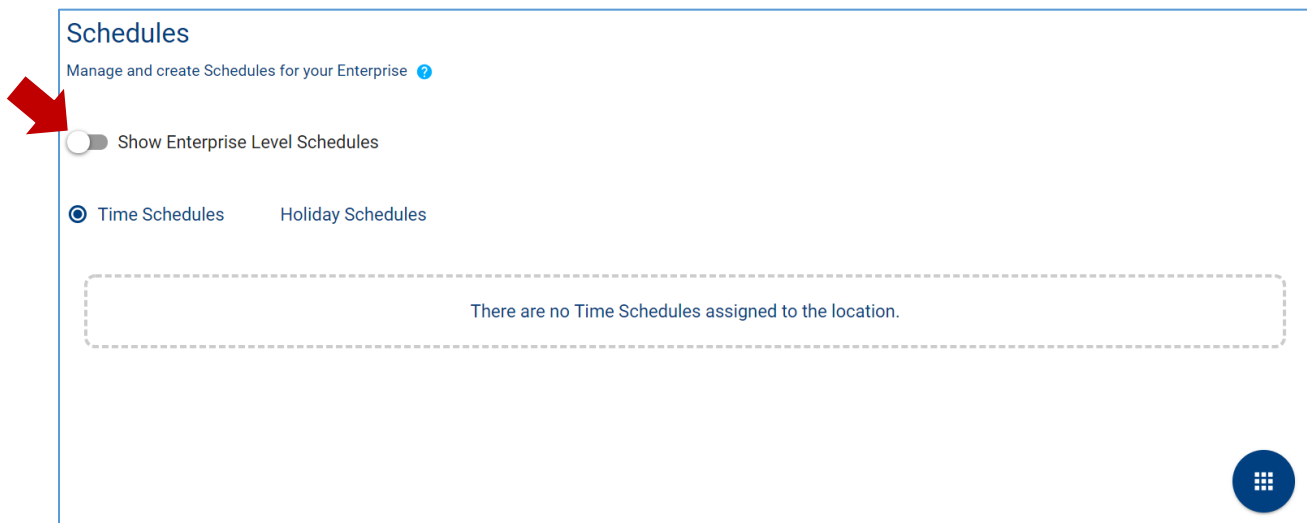 Schedules
Manage and create Schedules for your Enterprise ?
Show Enterprise Level Schedules
Time Schedules Holiday Schedules
There are no Time Schedules assigned to the location.